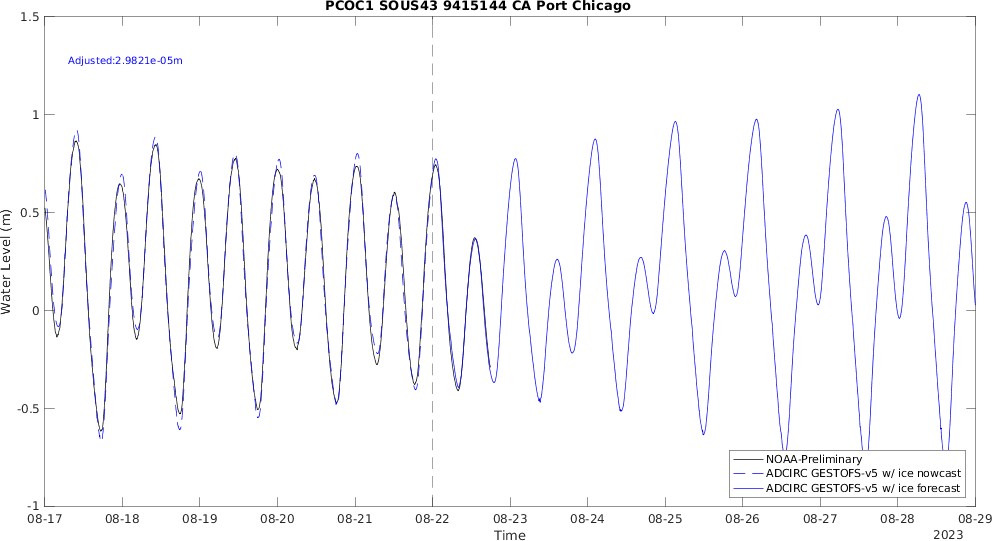 PCOC1 SOUS43 9415144 CA Port Chicago
1.5
Adjusted:2.9821e-05m
1
0.5
0
-0.5
-1
Water Level (m)
NOAA-Preliminary
ADCIRC GESTOFS-v5 w/ ice nowcast
ADCIRC GESTOFS-v5 w/ ice forecast
08-17 08-18 08-19 08-20 08-21 08-22 08-23 08-24 08-25 08-26 08-27 08-28 08-29
Time
2023